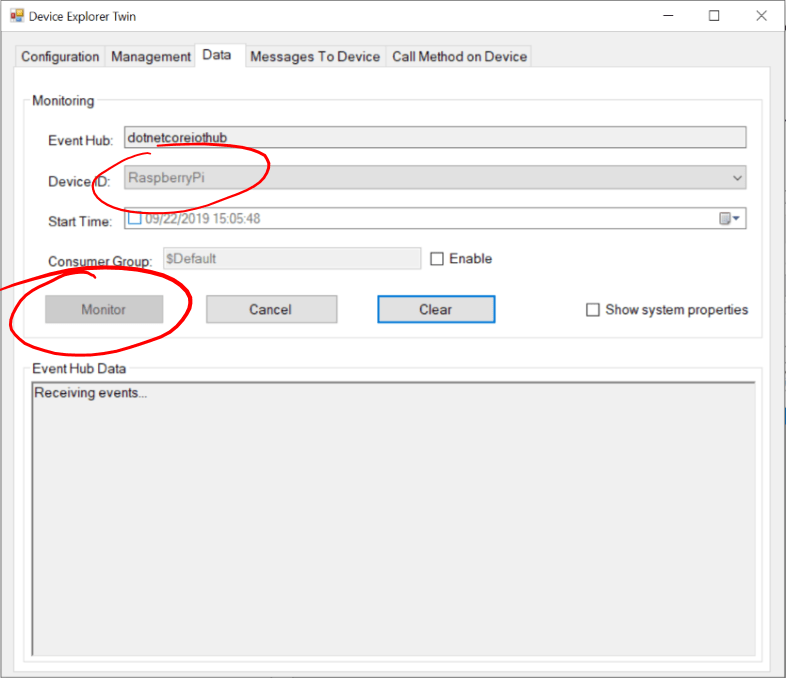 Device Explorer Twin
Configuration Management Data Messages To Device Call Method on Device
Monitoring
Event Hub: dotnetcoreiothub
Device ID: RaspberryPi
Start Time: 09/22/2019 15:05:48
Consumer Group: $Default Enable
Monitor Cancel Clear Show system properties
Event Hub Data
Receiving events...